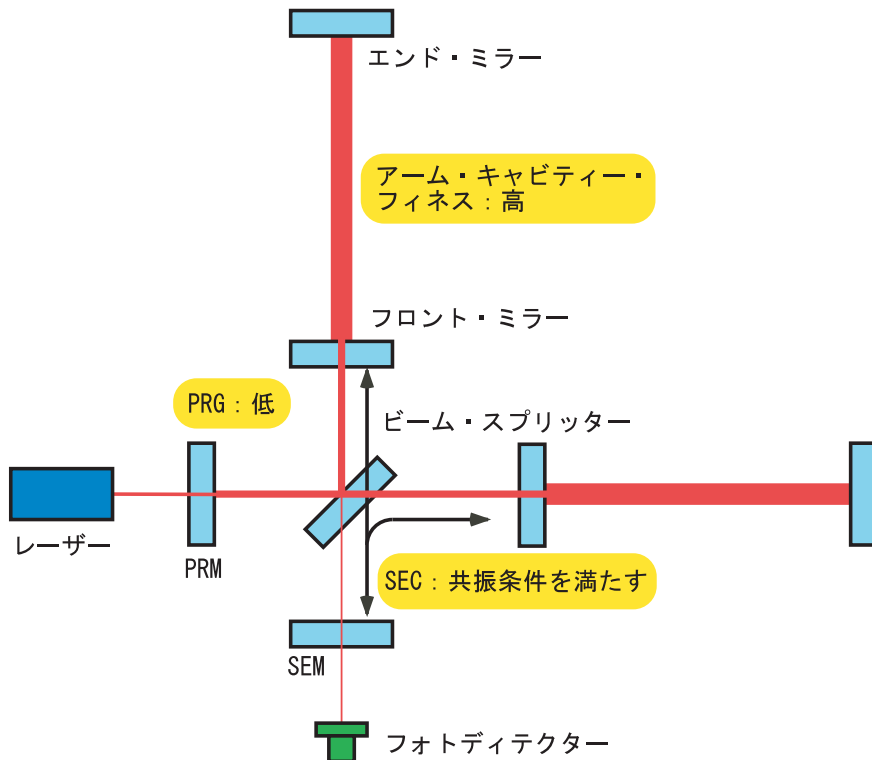 エンド・ミラー
アーム・キャビティー・
フィネス：高
フロント・ミラー
PRG：低
ビーム・スプリッター
レーザー
PRM
SEC：共振条件を満たす
SEM
フォトディテクター